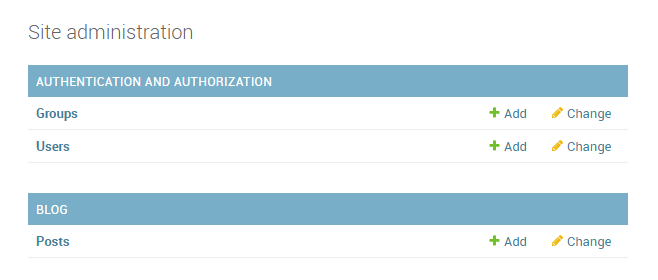 Site administration
AUTHENTICATION AND AUTHORIZATION
Groups Add Change
Users Add Change
BLOG
Posts Add Change